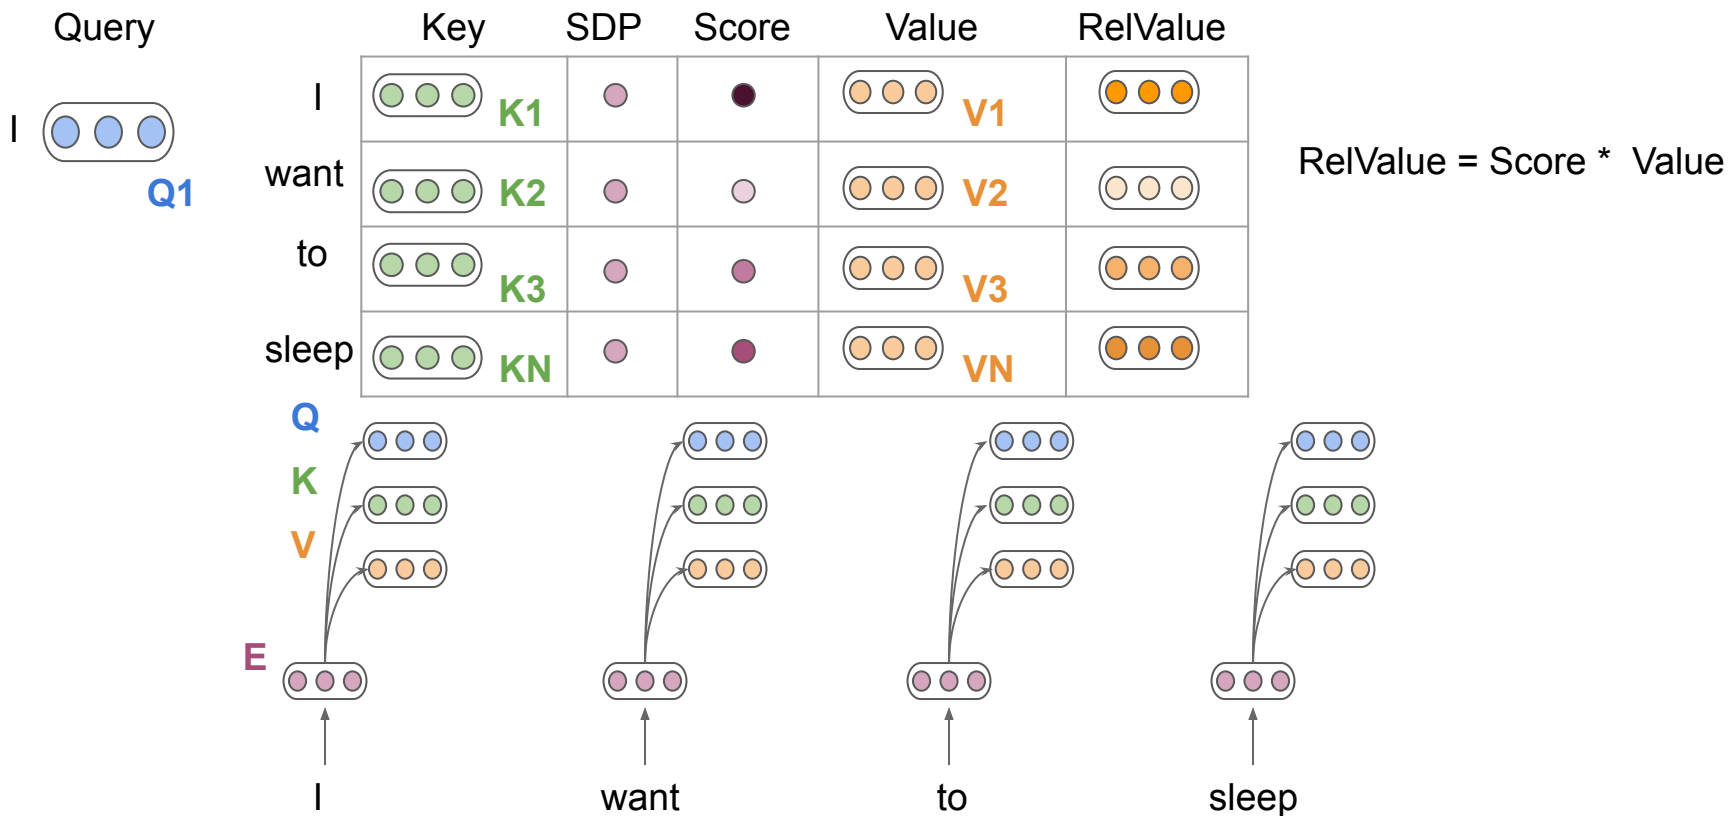 Query Key SDP Score Value RelValue
I K1 V1
I Q1
want K2 V2
RelValue = Score * Value
to K3 V3
sleep KN VN
Q
K
V
E
I want to sleep